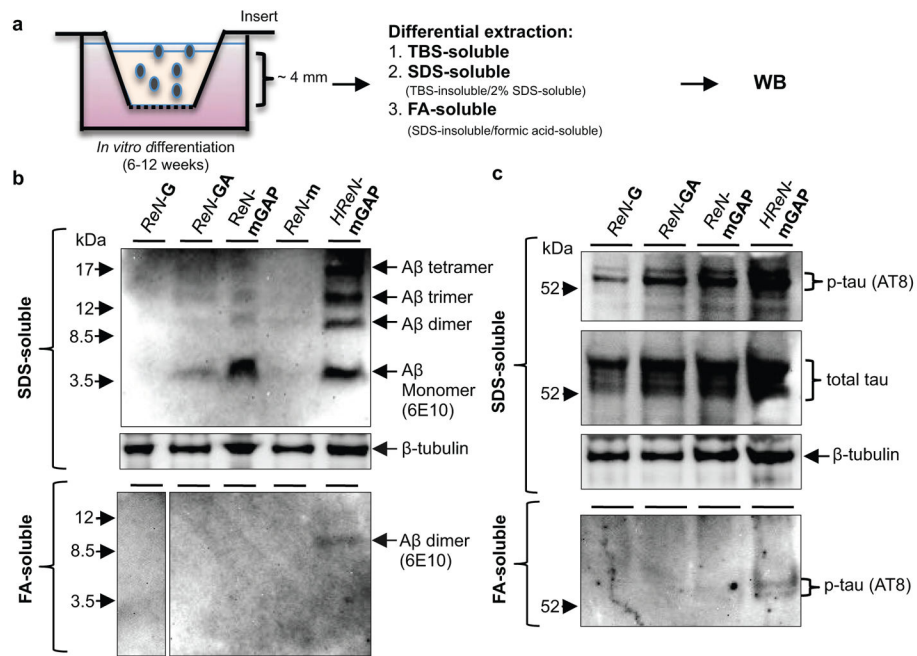 a
Insert
~ 4 mm
In vitro differentiation
(6-12 weeks)
Differential extraction:
1. TBS-soluble
2. SDS-soluble
(TBS-insoluble/2% SDS-soluble)
3. FA-soluble
(SDS-insoluble/formic acid-soluble)
WB
b
ReN-G
ReN-GA
ReN-
mGAP
ReN-m
HReN-
mGAP
kDa
17
12
8.5
3.5
SDS-soluble
Aβ tetramer
Aβ trimer
Aβ dimer
Aβ
Monomer
(6E10)
β-tubulin
FA-soluble
12
8.5
3.5
Aβ dimer
(6E10)
c
ReN-G
ReN-GA
ReN-
mGAP
HReN-
mGAP
kDa
52
p-tau (AT8)
SDS-soluble
52
total tau
β-tubulin
FA-soluble
52
p-tau (AT8)